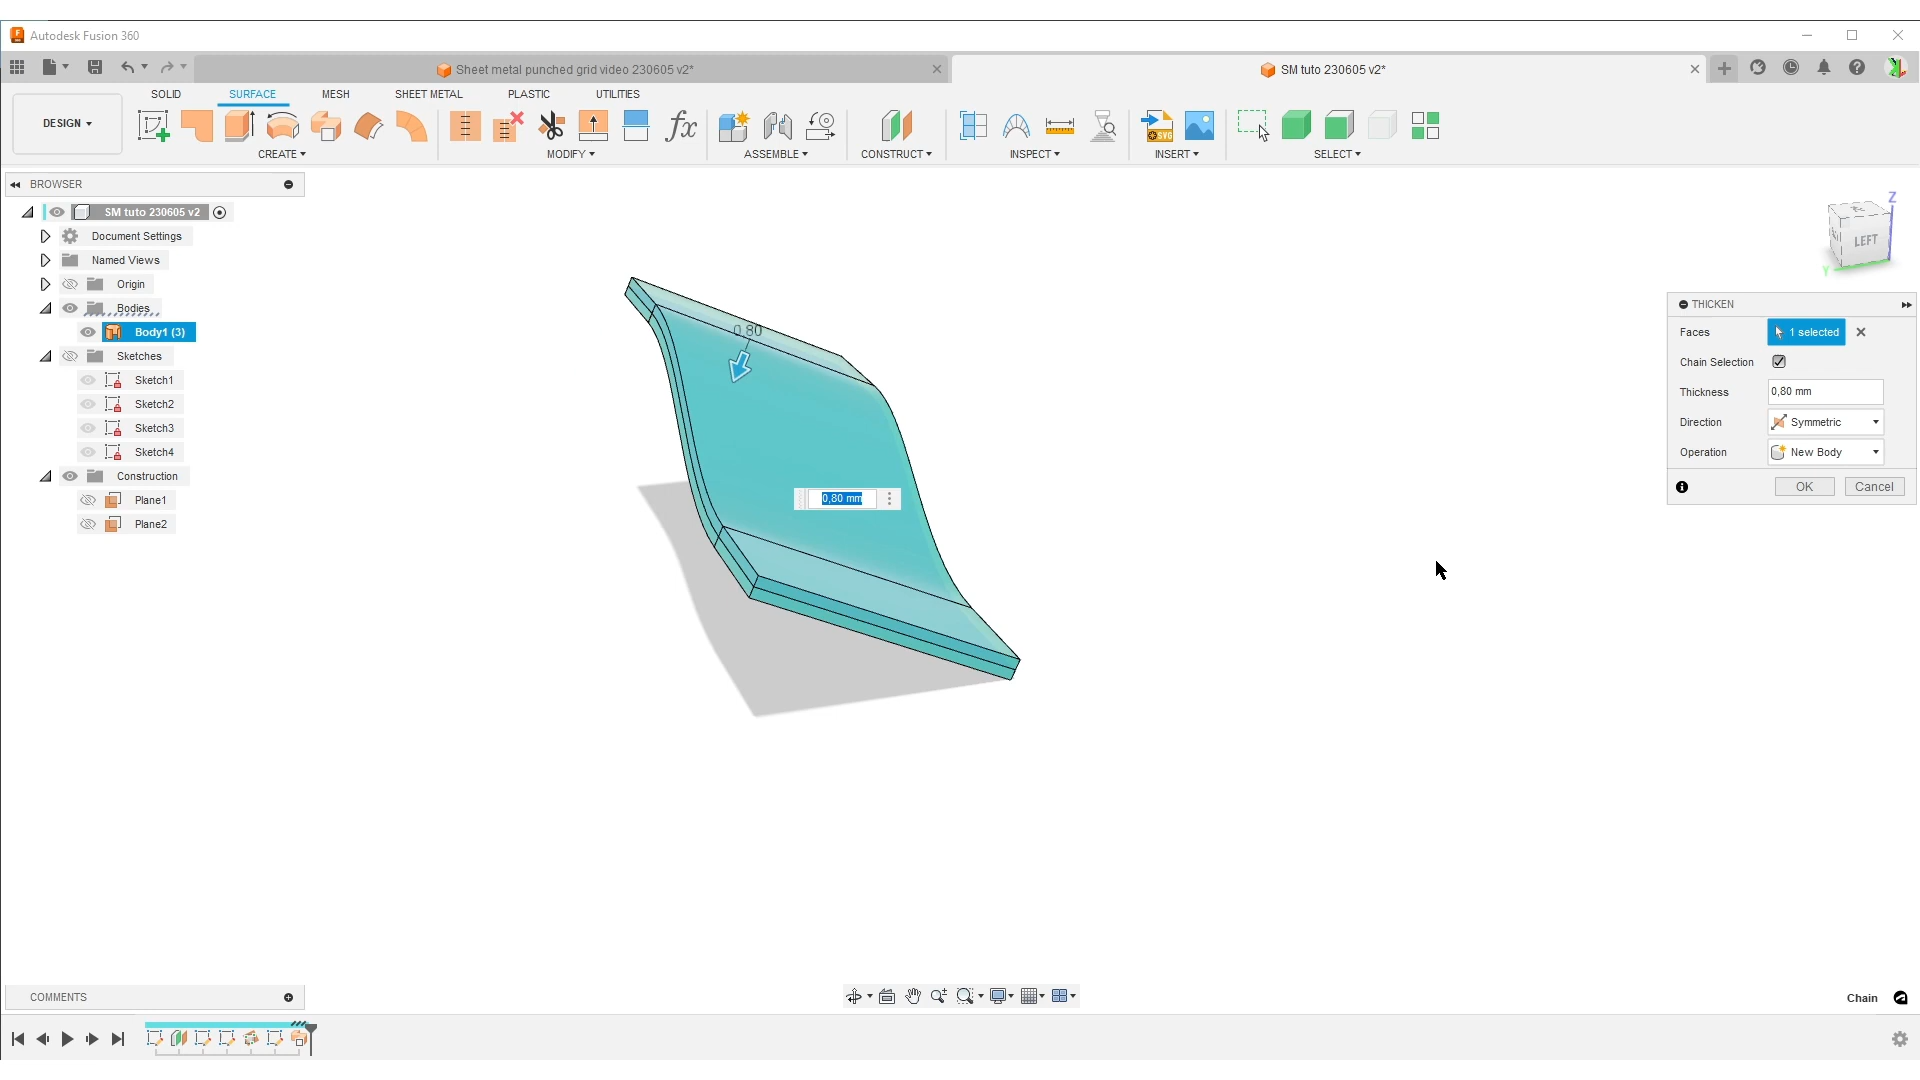 Autodesk Fusion 360
Sheet metal punched grid video 230605 v2*
SM tuto 230605 v2*
SOLID SURFACE MESH SHEET METAL PLASTIC UTILITIES
DESIGN
fx
SVG
CREATE MODIFY ASSEMBLE CONSTRUCT INSPECT INSERT SELECT
BROWSER
SM tuto 230605 v2
Document Settings
Named Views
Origin
Bodies
Body1 (3)
Sketches
Sketch1
Sketch2
Sketch3
Sketch4
Construction
Plane1
Plane2
0.80
0,80 mm
Z
LEFT
Y
THICKEN
Faces 1 selected
Chain Selection
Thickness 0,80 mm
Direction Symmetric
Operation New Body
OK Cancel
COMMENTS
Chain